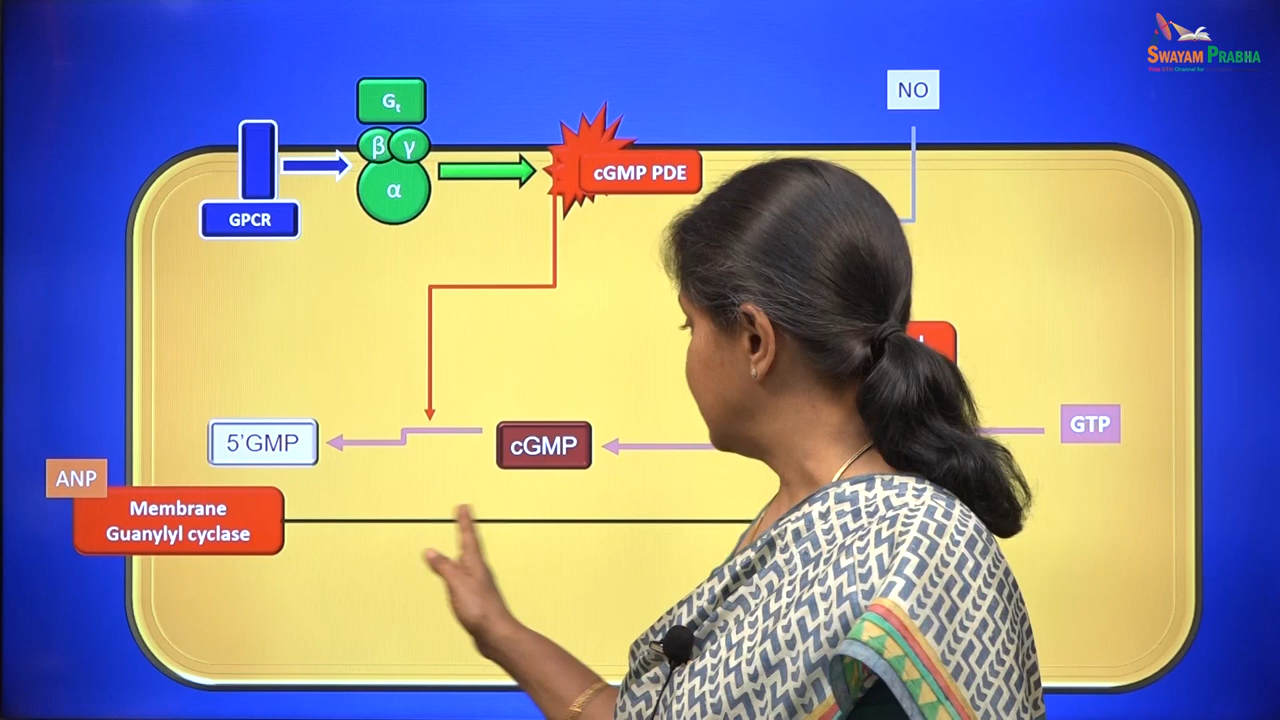 SWAYAM PRABHA
NO
Gt
β γ
α
cGMP PDE
GPCR
GTP
5'GMP
cGMP
ANP
Membrane
Guanylyl cyclase